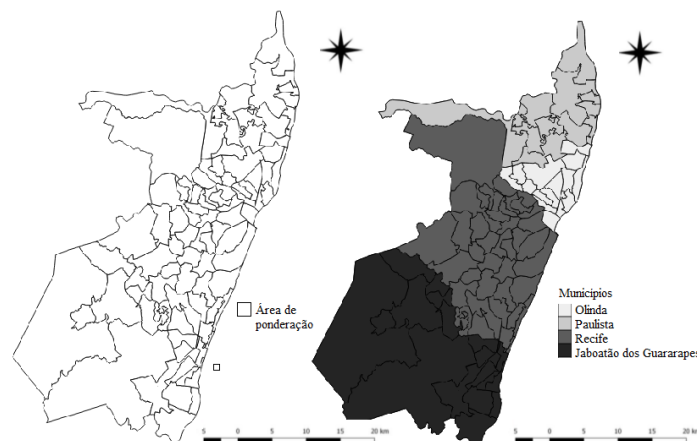 Área de
ponderação
5 0 5 10 15 20 km
Municípios
Olinda
Paulista
Recife
Jaboatão dos Guararapes
5 0 5 10 15 20